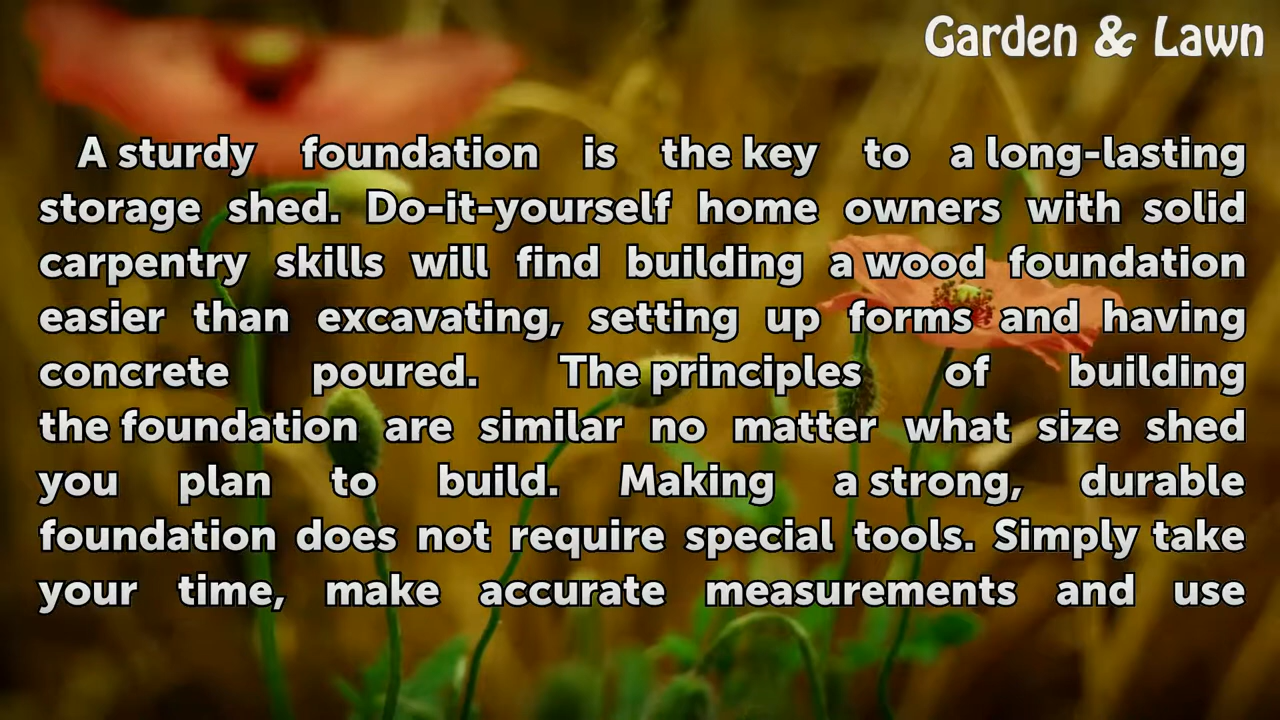 Garden & Lawn
A sturdy foundation is the key to a long-lasting
storage shed. Do-it-yourself home owners with solid
carpentry skills will find building a wood foundation
easier than excavating, setting up forms and having
concrete poured. The principles of building
the foundation are similar no matter what size shed
you plan to build. Making a strong, durable
foundation does not require special tools. Simply take
your time, make accurate measurements and use